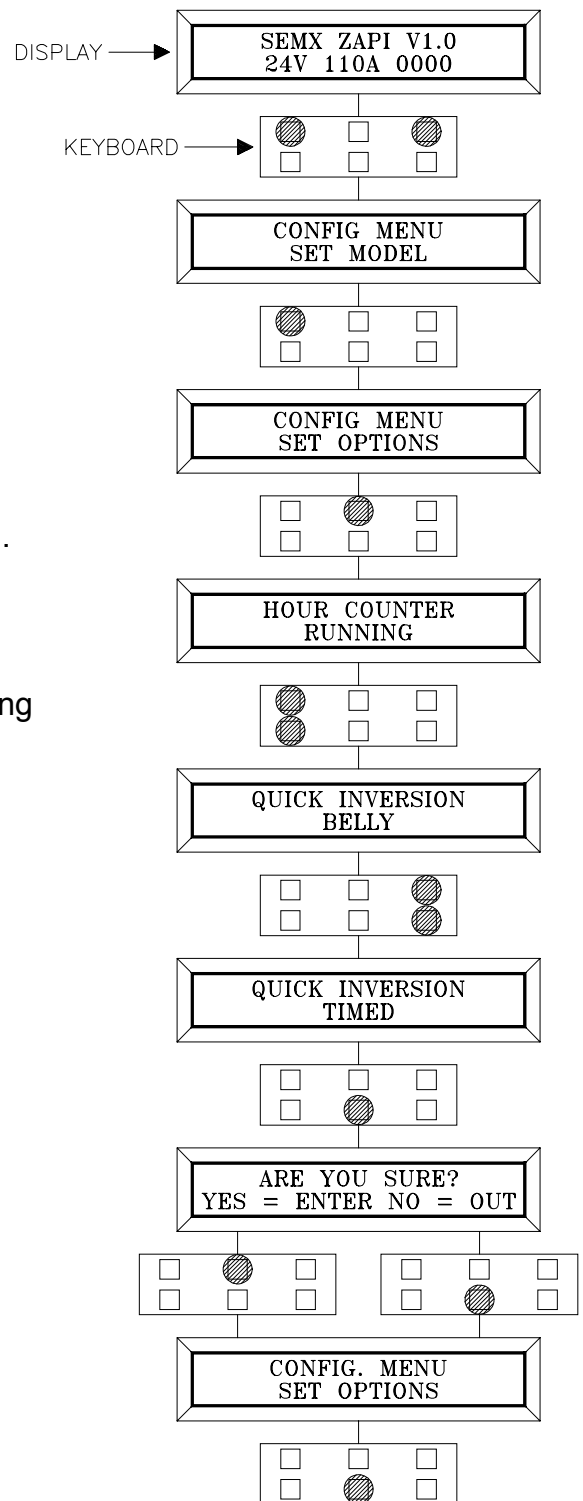 DISPLAY
SEMX ZAPI V1.0
24V 110A 0000
KEYBOARD
CONFIG MENU
SET MODEL
CONFIG MENU
SET OPTIONS
.
HOUR COUNTER
RUNNING
ng
QUICK INVERSION
BELLY
QUICK INVERSION
TIMED
ARE YOU SURE?
YES = ENTER NO = OUT
CONFIG. MENU
SET OPTIONS